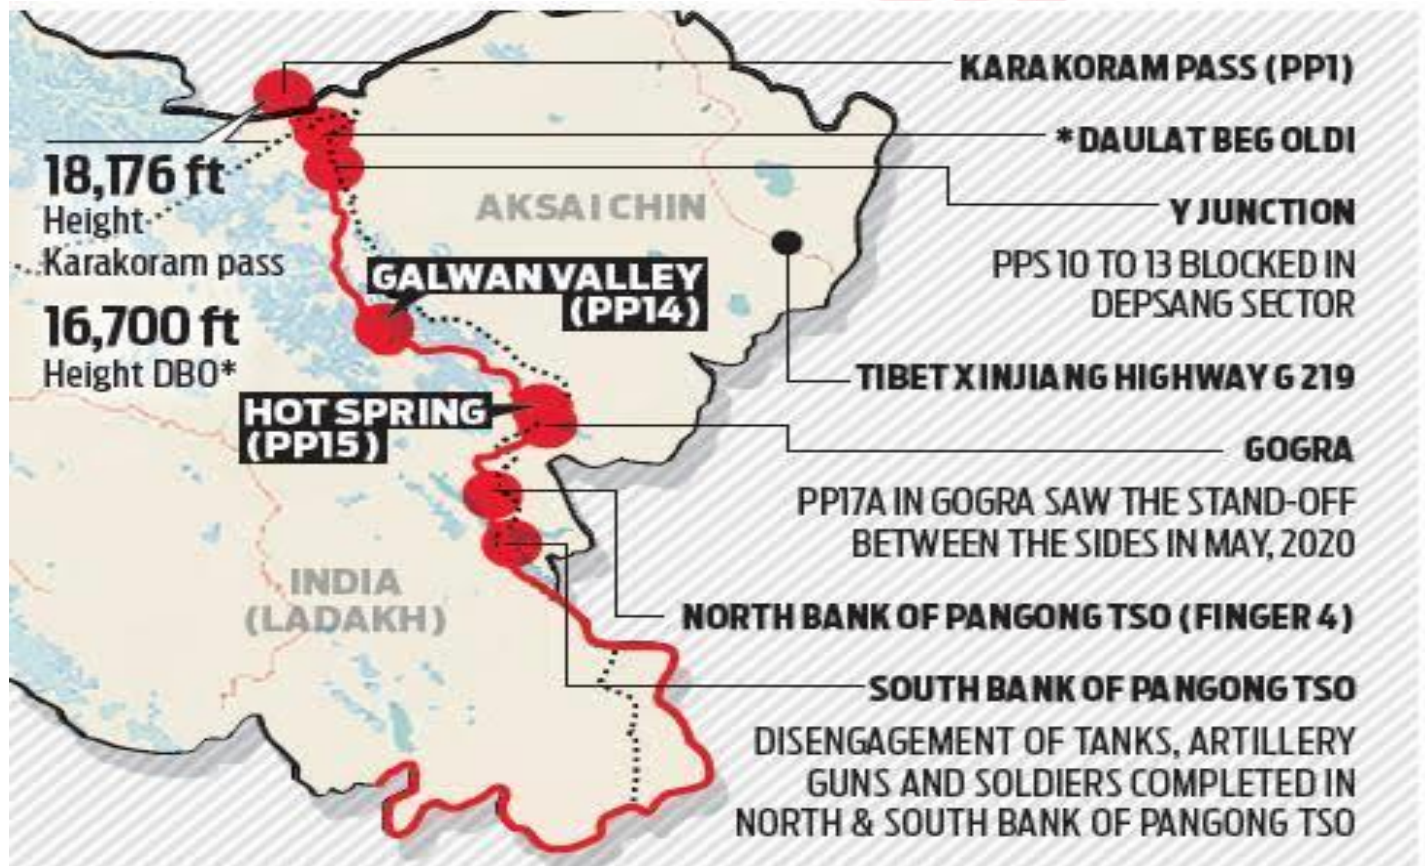 KARAKORAM PASS (PP1)
*DAULAT BEG OLDI
18,176 ft
Height
Karakoram pass
16,700 ft
Height DBO*
AKSAI CHIN
Y JUNCTION
PPS 10 TO 13 BLOCKED IN
DEPSANG SECTOR
GALWAN VALLEY
(PP14)
TIBET XINJIANG HIGHWAY G 219
HOT SPRING
(PP15)
GOGRA
PP17A IN GOGRA SAW THE STAND-OFF
BETWEEN THE SIDES IN MAY, 2020
INDIA
(LADAKH)
NORTH BANK OF PANGONG TSO (FINGER 4)
SOUTH BANK OF PANGONG TSO
DISENGAGEMENT OF TANKS, ARTILLERY
GUNS AND SOLDIERS COMPLETED IN
NORTH & SOUTH BANK OF PANGONG TSO